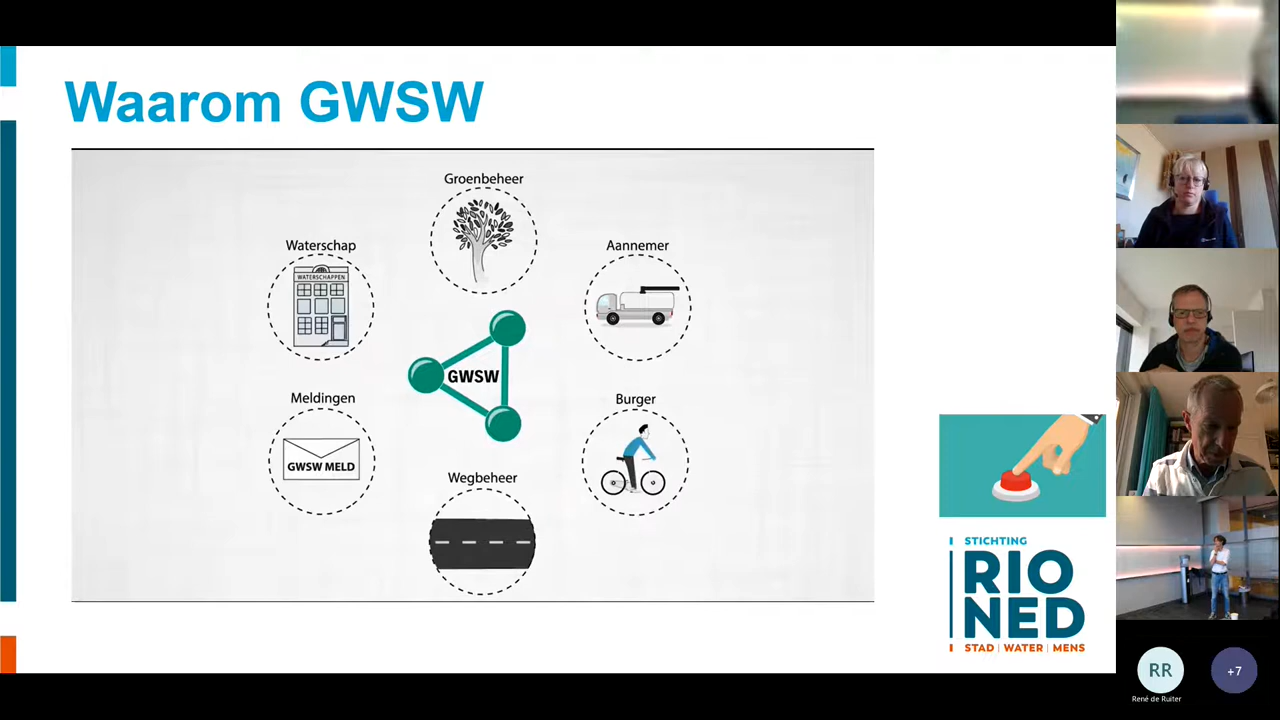 Waarom GWSW
Groenbeheer
Waterschap
Aannemer
WATERSCHAPPEN
GWSW
Meldingen
Burger
GWSW MELD
Wegbeheer
STICHTING
RIO
NED
STAD | WATER | MENS
RR
+7
René de Ruiter